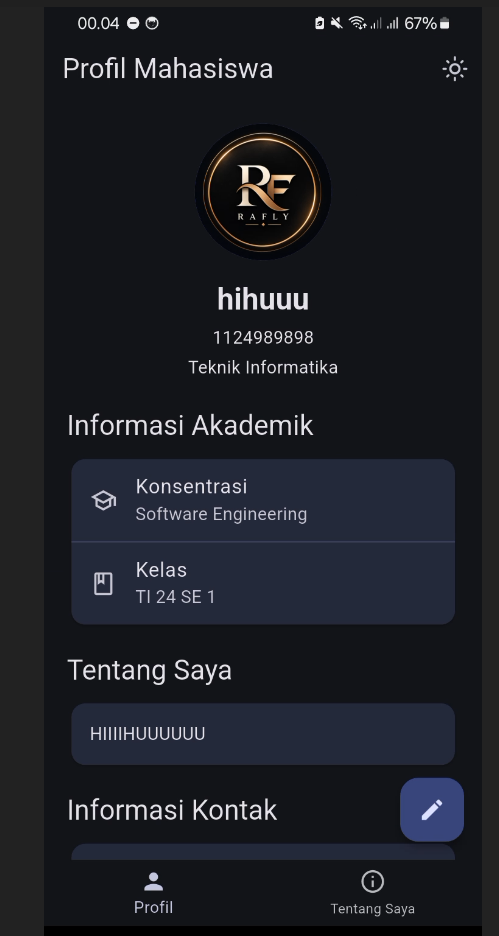 00.04
67%
Profil Mahasiswa
RF
RAFLY
hihuuu
1124989898
Teknik Informatika
Informasi Akademik
Konsentrasi
Software Engineering
Kelas
TI 24 SE 1
Tentang Saya
HIIIIHUUUUUU
Informasi Kontak
Profil
Tentang Saya